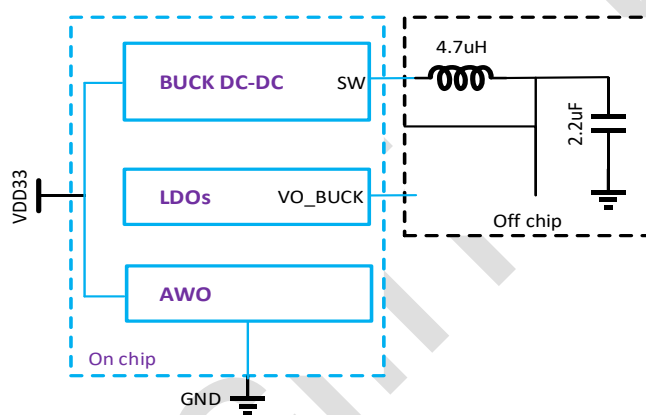 4.7uH
BUCK DC-DC
SW
2.2uF
VDD33
LDOs
VO_BUCK
Off chip
AWO
On chip
GND